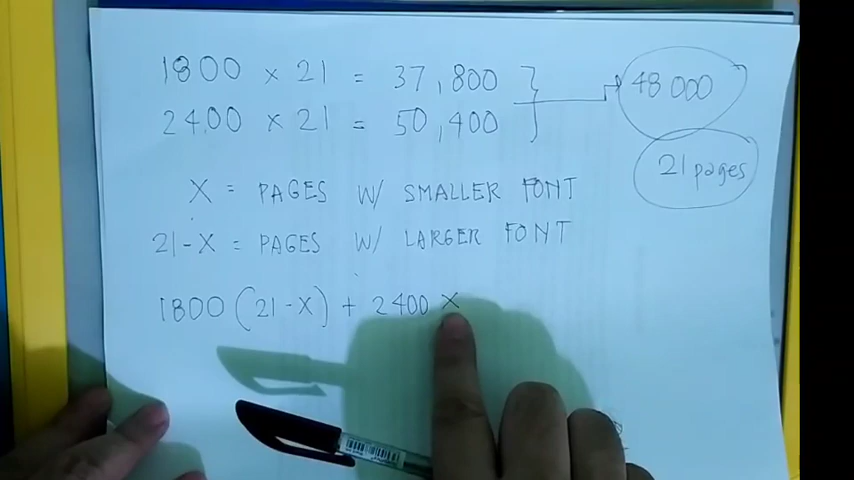 1800 x 21 = 37,800
2400 x 21 = 50,400
48 000
21 pages
X = PAGES W/ SMALLER FONT
21-X = PAGES W/ LARGER FONT
1800 (21-X) + 2400 X